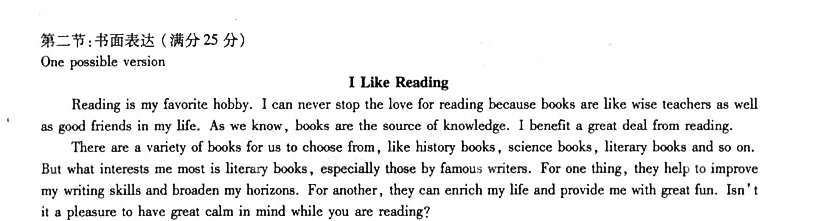 第二节:书面表达(满分25分)
One possible version
I Like Reading
Reading is my favorite hobby. I can never stop the love for reading because books are like wise teachers as well
as good friends in my life. As we know, books are the source of knowledge. I benefit a great deal from reading.
There are a variety of books for us to choose from, like history books, science books, literary books and so on.
But what interests me most is literary books, especially those by famous writers. For one thing, they help to improve
my writing skills and broaden my horizons. For another, they can enrich my life and provide me with great fun. Isn't
it a pleasure to have great calm in mind while you are reading?